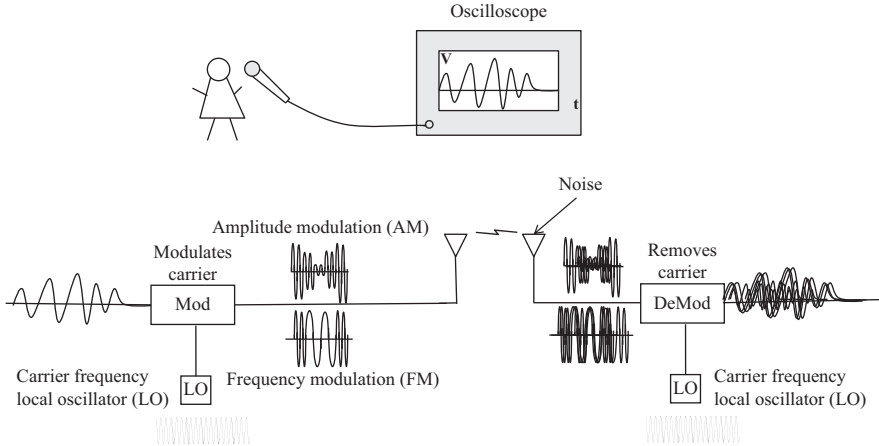 Oscilloscope
V
t
Noise
Amplitude modulation (AM)
Modulates
carrier
Removes
carrier
Mod
DeMod
LO
LO
Carrier frequency
local oscillator (LO)
Frequency modulation (FM)
Carrier frequency
local oscillator (LO)